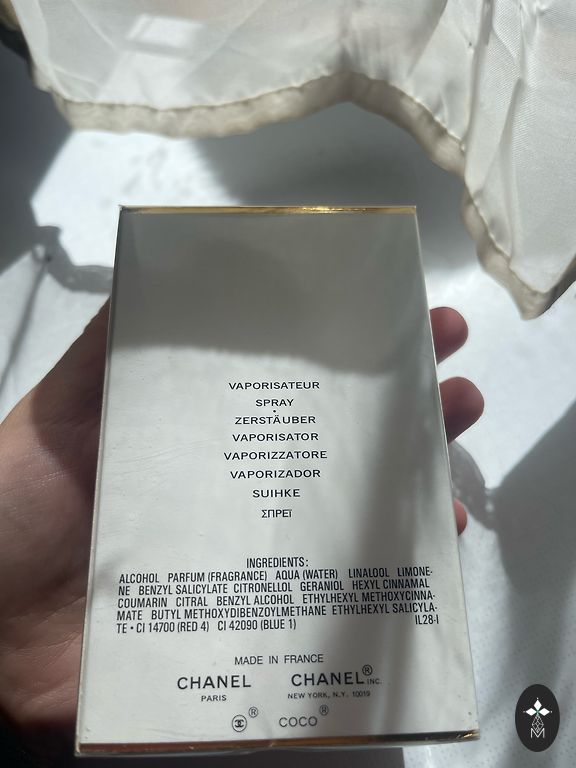 VAPORISATEUR
SPRAY
ZERSTÄUBER
VAPORISATOR
VAPORIZZATORE
VAPORIZADOR
SUIHKE
ΣΠΡΕΪ
INGREDIENTS:
ALCOHOL PARFUM (FRAGRANCE) AQUA (WATER) LINALOOL LIMONE-
NE BENZYL SALICYLATE CITRONELLOL GERANIOL HEXYL CINNAMAL
COUMARIN CITRAL BENZYL ALCOHOL ETHYLHEXYL METHOXYCINNA-
MATE BUTYL METHOXYDIBENZOYLMETHANE ETHYLHEXYL SALICYLA-
TE • CI 14700 (RED 4) CI 42090 (BLUE 1) IL28-I
MADE IN FRANCE
CHANEL CHANEL® INC.
PARIS NEW YORK, N.Y. 10019
® COCO®